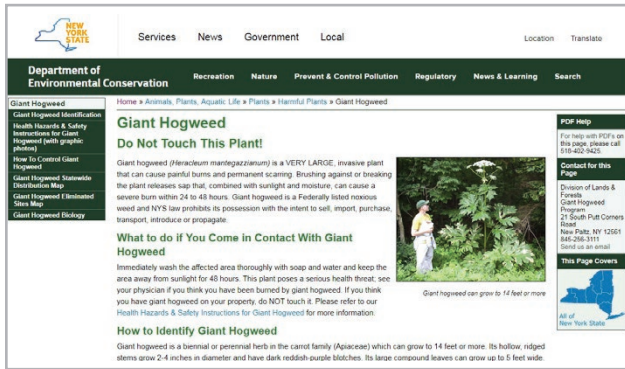 NEW
YORK
STATE
Services News Government Local
Location Translate
Department of
Environmental Conservation
Recreation Nature Prevent & Control Pollution Regulatory News & Learning Search
Giant Hogweed
Giant Hogweed Identification
Health Hazards & Safety
Instructions for Giant
Hogweed (with graphic
photos)
How To Control Giant
Hogweed
Giant Hogweed Statewide
Distribution Map
Giant Hogweed Eliminated
Sites Map
Giant Hogweed Biology
Home » Animals, Plants, Aquatic Life » Plants » Harmful Plants » Giant Hogweed
Giant Hogweed
Do Not Touch This Plant!
Giant hogweed (Heracleum mantegazzianum) is a VERY LARGE, invasive plant
that can cause painful burns and permanent scarring. Brushing against or breaking
the plant releases sap that, combined with sunlight and moisture, can cause a
severe burn within 24 to 48 hours. Giant hogweed is a Federally listed noxious
weed and NYS law prohibits its possession with the intent to sell, import, purchase,
transport, introduce or propagate.
What to do if You Come in Contact With Giant
Hogweed
Immediately wash the affected area thoroughly with soap and water and keep the
area away from sunlight for 48 hours. This plant poses a serious health threat; see
your physician if you think you have been burned by giant hogweed. If you think
you have giant hogweed on your property, do NOT touch it. Please refer to our
Health Hazards & Safety Instructions for Giant Hogweed for more information.
Giant hogweed can grow to 14 feet or more
How to Identify Giant Hogweed
Giant hogweed is a biennial or perennial herb in the carrot family (Apiaceae) which can grow to 14 feet or more. Its hollow, ridged
stems grow 2-4 inches in diameter and have dark reddish-purple blotches. Its large compound leaves can grow up to 5 feet wide.
PDF Help
For help with PDFs on
this page, please call
518-402-9425.
Contact for this
Page
Division of Lands &
Forests
Giant Hogweed
Program
21 South Putt Corners
Road
New Paltz, NY 12561
845-256-3111
Send us an email
This Page Covers
All of
New York State